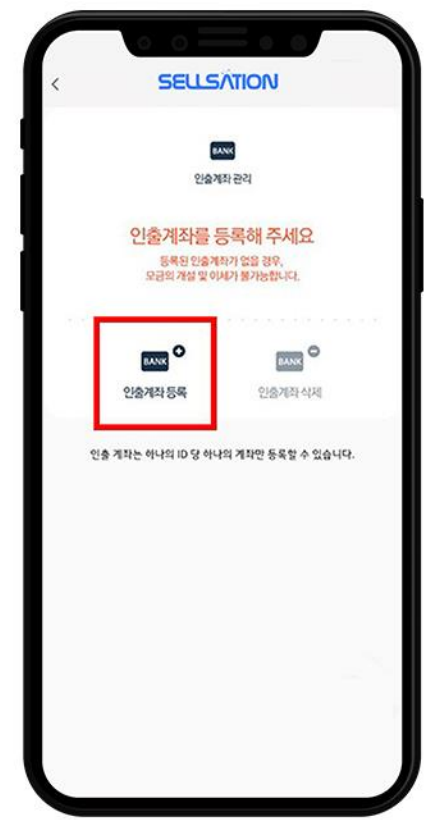 SELLSATION
BANK
인출계좌 관리
인출계좌를 등록해 주세요
등록된 인출계좌가 없을 경우,
모금의 개설 및 이체가 불가능합니다.
BANK BANK
인출계좌 등록 인출계좌 삭제
인출 계좌는 하나의 ID 당 하나의 계좌만 등록할 수 있습니다.